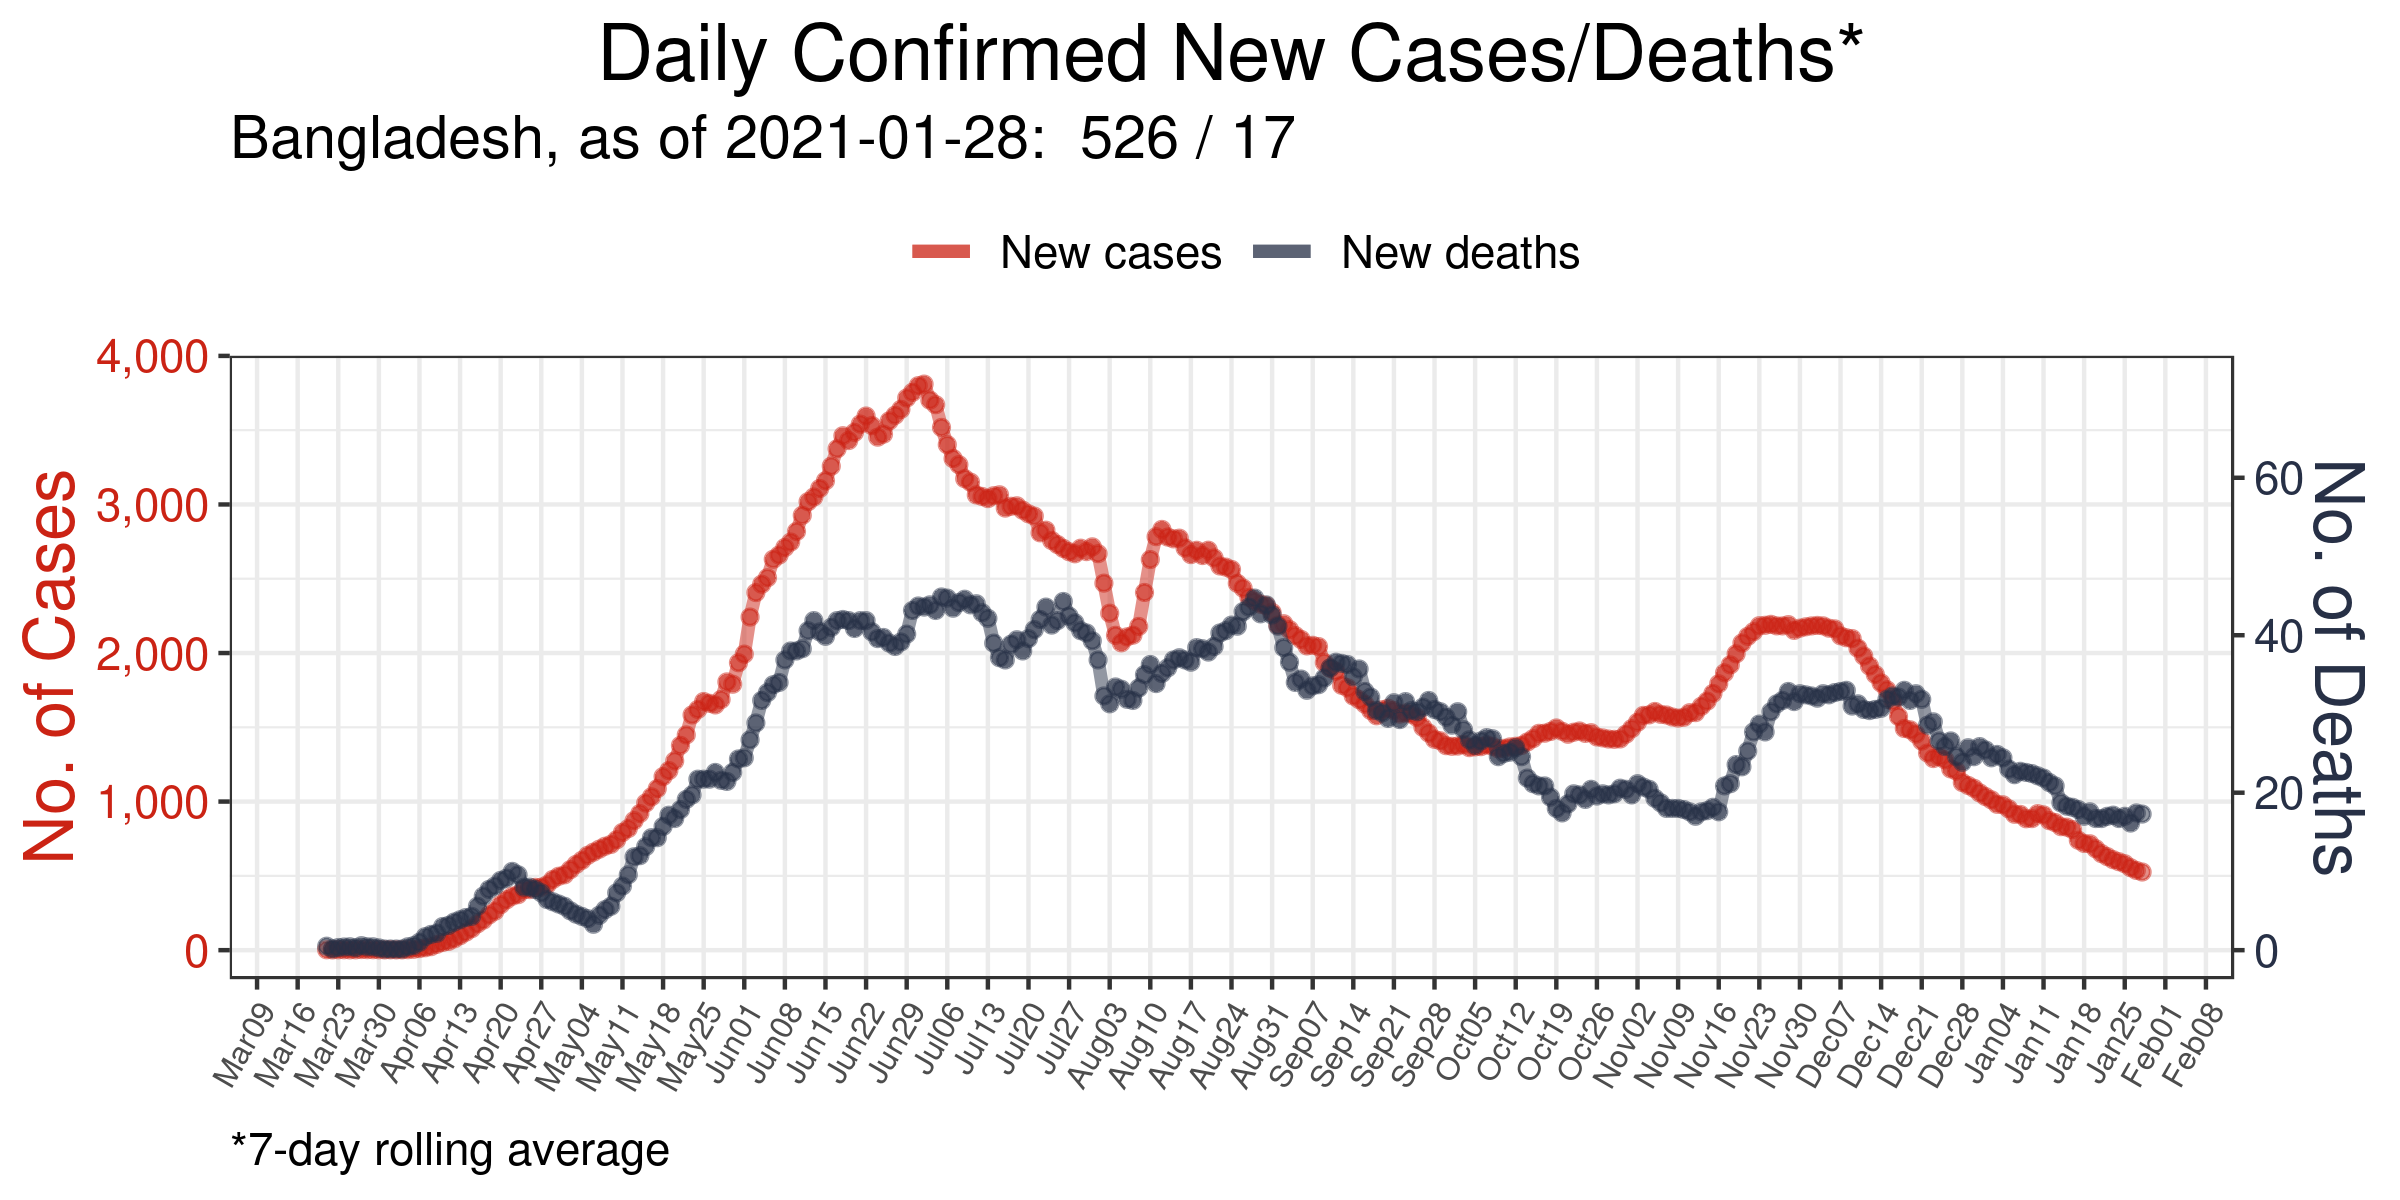 Daily Confirmed New Cases/Deaths*
Bangladesh, as of 2021-01-28:  526 / 17
New cases
New deaths
No. of Cases
4,000
3,000
2,000
1,000
0
60
40
20
0
No. of Deaths
Mar09
Mar16
Mar23
Mar30
Apr06
Apr13
Apr20
Apr27
May04
May11
May18
May25
Jun01
Jun08
Jun15
Jun22
Jun29
Jul06
Jul13
Jul20
Jul27
Aug03
Aug10
Aug17
Aug24
Aug31
Sep07
Sep14
Sep21
Sep28
Oct05
Oct12
Oct19
Oct26
Nov02
Nov09
Nov16
Nov23
Nov30
Dec07
Dec14
Dec21
Dec28
Jan04
Jan11
Jan18
Jan25
Feb01
Feb08
*7-day rolling average